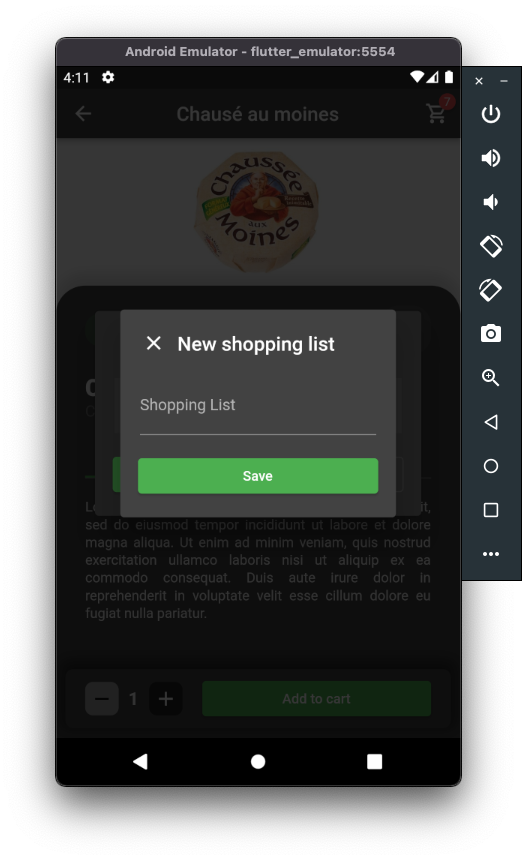 Android Emulator - flutter_emulator:5554
4:11
Chausé au moines
7
Chaussée
aux
Moines
New shopping list
Shopping List
Save
sed do eiusmod tempor incididunt ut labore et dolore
magna aliqua. Ut enim ad minim veniam, quis nostrud
exercitation ullamco laboris nisi ut aliquip ex ea
commodo consequat. Duis aute irure dolor in
reprehenderit in voluptate velit esse cillum dolore eu
fugiat nulla pariatur.
1
Add to cart